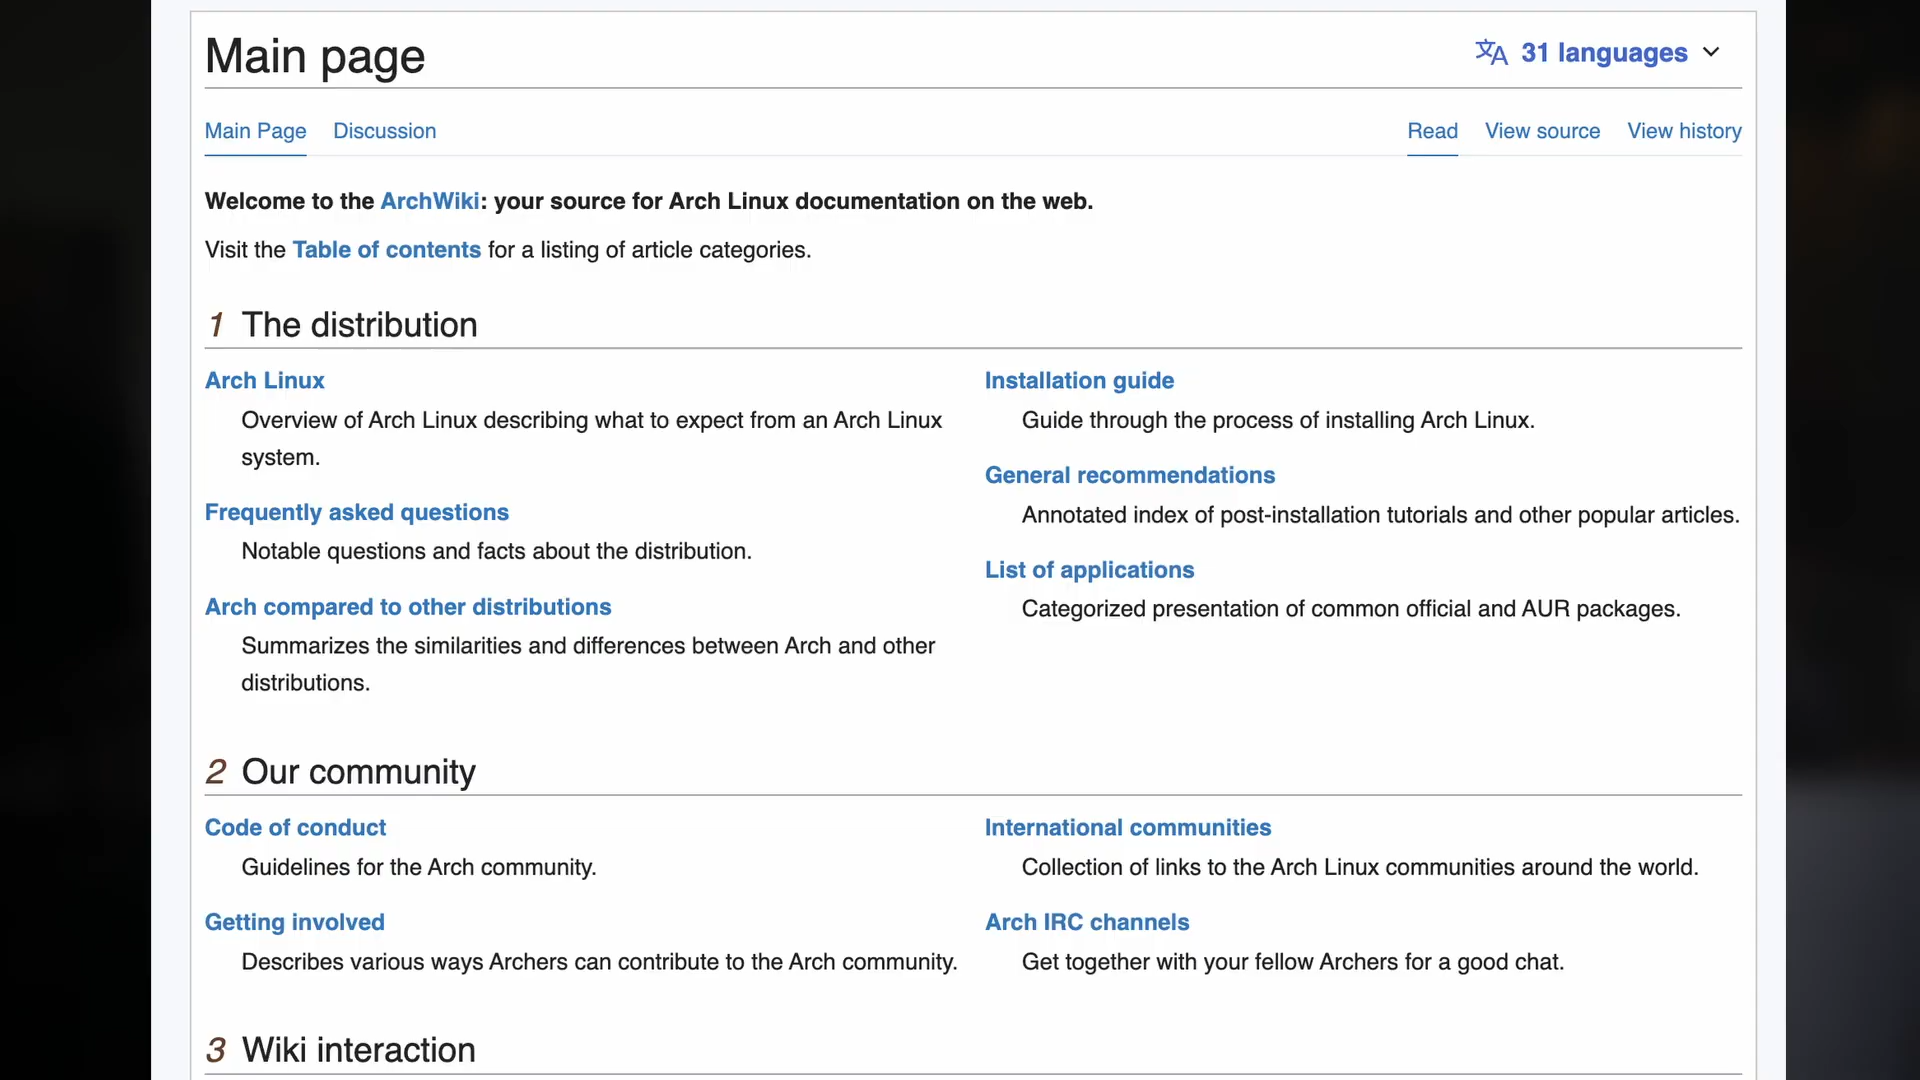 Main page
31 languages
Main Page Discussion
Read View source View history
Welcome to the ArchWiki: your source for Arch Linux documentation on the web.
Visit the Table of contents for a listing of article categories.
1 The distribution
Arch Linux
Overview of Arch Linux describing what to expect from an Arch Linux
system.
Frequently asked questions
Notable questions and facts about the distribution.
Arch compared to other distributions
Summarizes the similarities and differences between Arch and other
distributions.
Installation guide
Guide through the process of installing Arch Linux.
General recommendations
Annotated index of post-installation tutorials and other popular articles.
List of applications
Categorized presentation of common official and AUR packages.
2 Our community
Code of conduct
Guidelines for the Arch community.
Getting involved
Describes various ways Archers can contribute to the Arch community.
International communities
Collection of links to the Arch Linux communities around the world.
Arch IRC channels
Get together with your fellow Archers for a good chat.
3 Wiki interaction